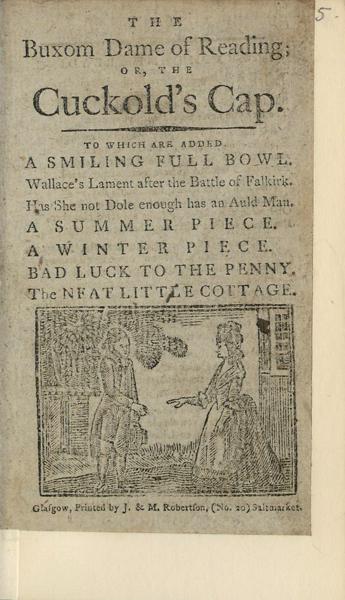 5.
THE
Buxom Dame of Reading;
OR, THE
Cuckold's Cap.
TO WHICH ARE ADDED.
A SMILING FULL BOWL.
Wallace's Lament after the Battle of Falkirk.
Has She not Dole enough has an Auld Man.
A SUMMER PIECE.
A WINTER PIECE.
BAD LUCK TO THE PENNY.
The NEAT LITTLE COTTAGE.
Glasgow, Printed by J. & M. Robertson, (No. 20) Saltmarket.